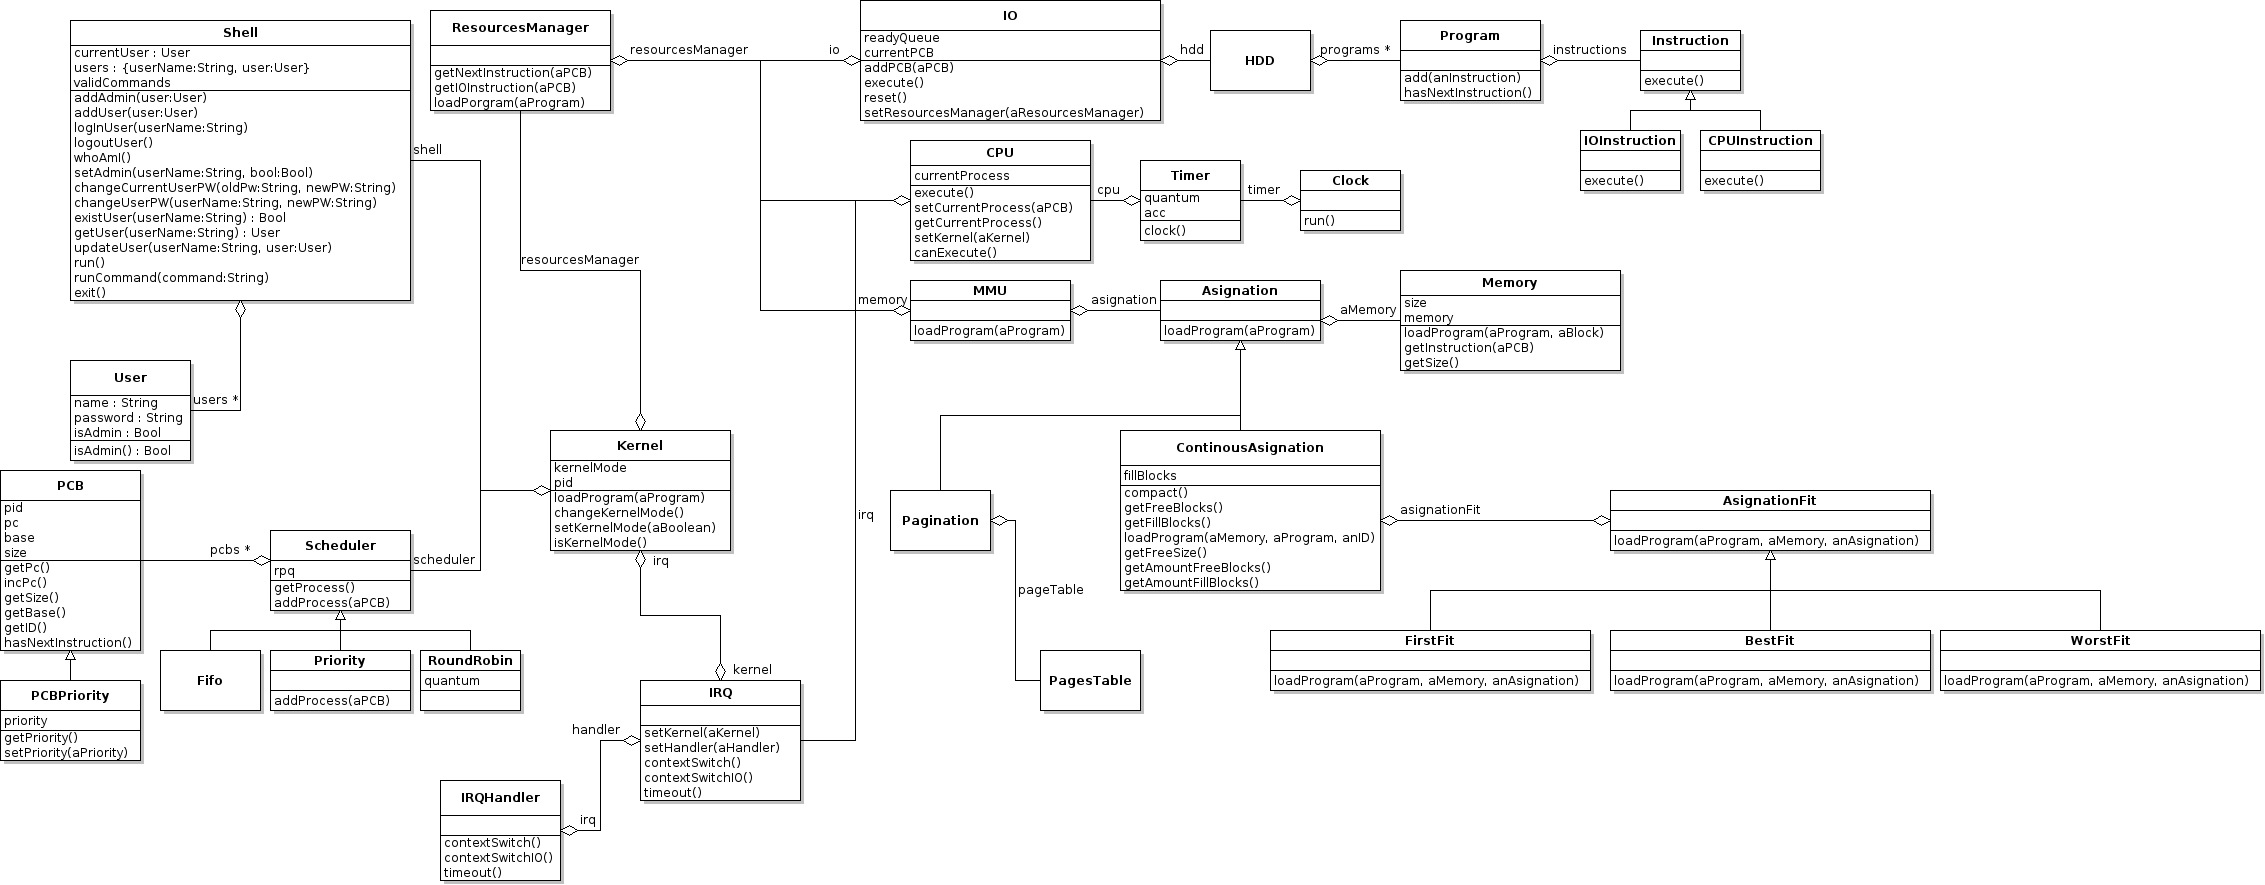 Shell
currentUser : User
users : {userName:String, user:User}
validCommands
addAdmin(user:User)
addUser(user:User)
logInUser(userName:String)
logoutUser()
whoAmI()
setAdmin(userName:String, bool:Bool)
changeCurrentUserPW(oldPw:String, newPW:String)
changeUserPW(userName:String, newPW:String)
existUser(userName:String) : Bool
getUser(userName:String) : User
updateUser(userName:String, user:User)
run()
runCommand(command:String)
exit()
ResourcesManager
getNextInstruction(aPCB)
getIOInstruction(aPCB)
loadPorgram(aProgram)
resourcesManager
io
IO
readyQueue
currentPCB
addPCB(aPCB)
execute()
reset()
setResourcesManager(aResourcesManager)
hdd
HDD
programs *
Program
add(anInstruction)
hasNextInstruction()
instructions
Instruction
execute()
IOInstruction
execute()
CPUInstruction
execute()
shell
CPU
currentProcess
execute()
setCurrentProcess(aPCB)
getCurrentProcess()
setKernel(aKernel)
canExecute()
cpu
Timer
quantum
acc
clock()
timer
Clock
run()
resourcesManager
memory
MMU
loadProgram(aProgram)
asignation
Asignation
loadProgram(aProgram)
aMemory
Memory
size
memory
loadProgram(aProgram, aBlock)
getInstruction(aPCB)
getSize()
User
name : String
password : String
isAdmin : Bool
isAdmin() : Bool
users *
Kernel
kernelMode
pid
loadProgram(aProgram)
changeKernelMode()
setKernelMode(aBoolean)
isKernelMode()
irq
irq
PCB
pid
pc
base
size
getPc()
incPc()
getSize()
getBase()
getID()
hasNextInstruction()
pcbs *
Scheduler
rpq
getProcess()
addProcess(aPCB)
scheduler
Pagination
pageTable
PagesTable
ContinousAsignation
fillBlocks
compact()
getFreeBlocks()
getFillBlocks()
loadProgram(aMemory, aProgram, anID)
getFreeSize()
getAmountFreeBlocks()
getAmountFillBlocks()
asignationFit
AsignationFit
loadProgram(aProgram, aMemory, anAsignation)
FirstFit
loadProgram(aProgram, aMemory, anAsignation)
BestFit
loadProgram(aProgram, aMemory, anAsignation)
WorstFit
loadProgram(aProgram, aMemory, anAsignation)
PCBPriority
priority
getPriority()
setPriority(aPriority)
Fifo
Priority
addProcess(aPCB)
RoundRobin
quantum
kernel
IRQ
setKernel(aKernel)
setHandler(aHandler)
contextSwitch()
contextSwitchIO()
timeout()
handler
irq
IRQHandler
contextSwitch()
contextSwitchIO()
timeout()